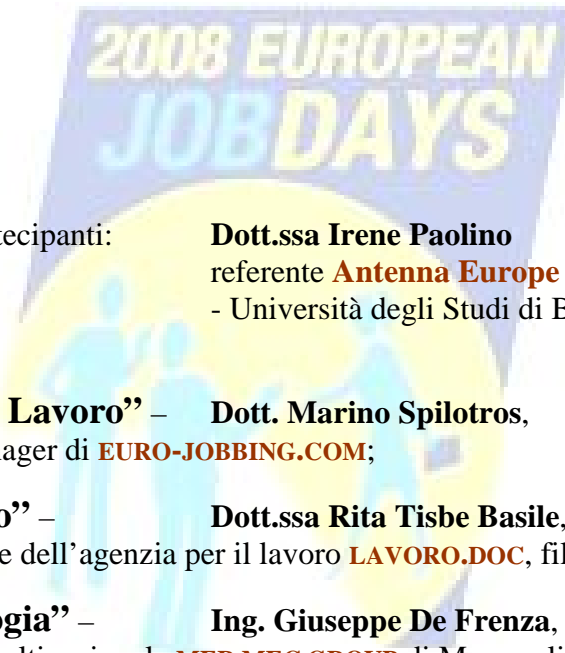 2008 EUROPEAN
JOBDAYS
tecipanti: Dott.ssa Irene Paolino
referente Antenna Europe
- Università degli Studi di B
Lavoro” – Dott. Marino Spilotros,
ager di EURO-JOBBING.COM;
o” – Dott.ssa Rita Tisbe Basile,
e dell’agenzia per il lavoro LAVORO.DOC, fil
ogia” – Ing. Giuseppe De Frenza,